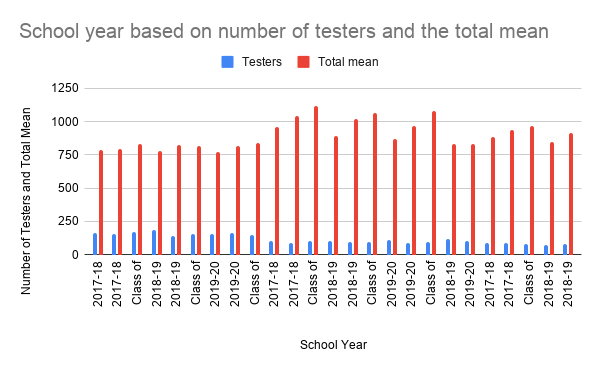 School year based on number of testers and the total mean
Testers
Total mean
Number of Testers and Total Mean
1250
1000
750
500
250
0
2017-18
2017-18
Class of
2018-19
2018-19
Class of
2019-20
2019-20
Class of
2017-18
2017-18
Class of
2018-19
2018-19
Class of
2019-20
2019-20
Class of
2018-19
2019-20
2017-18
2017-18
Class of
2018-19
2018-19
School Year